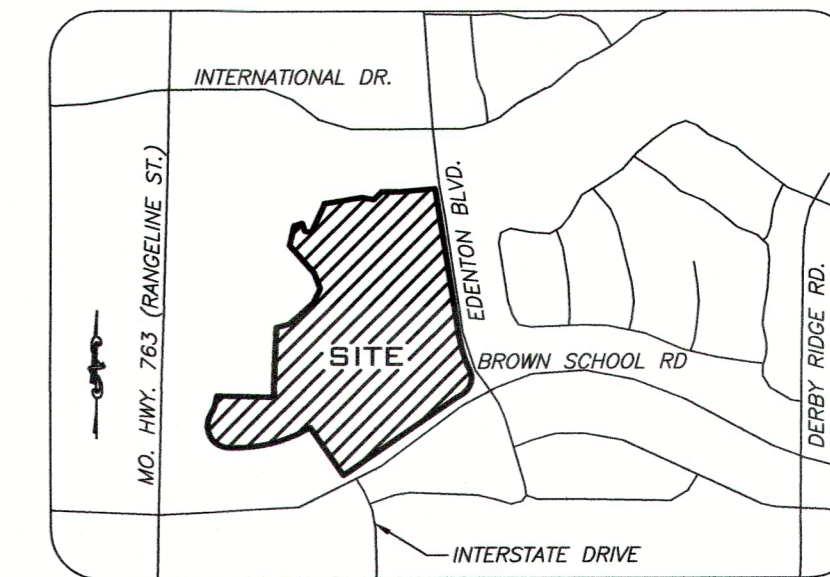 INTERNATIONAL DR.
MO. HWY. 763 (RANGELINE ST.)
EDENTON BLVD.
SITE
BROWN SCHOOL RD
DERBY RIDGE RD.
INTERSTATE DRIVE